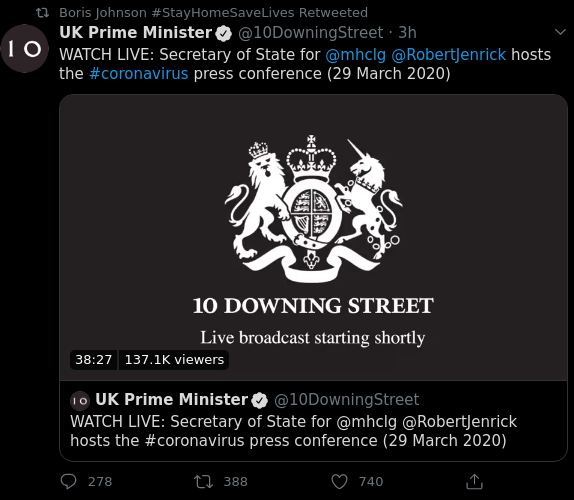 Boris Johnson #StayHomeSaveLives Retweeted
UK Prime Minister @10DowningStreet · 3h
10
WATCH LIVE: Secretary of State for @mhclg @RobertJenrick hosts
the #coronavirus press conference (29 March 2020)
10 DOWNING STREET
Live broadcast starting shortly
38:27 137.1K viewers
10 UK Prime Minister @10DowningStreet
WATCH LIVE: Secretary of State for @mhclg @RobertJenrick
hosts the #coronavirus press conference (29 March 2020)
278 388 740